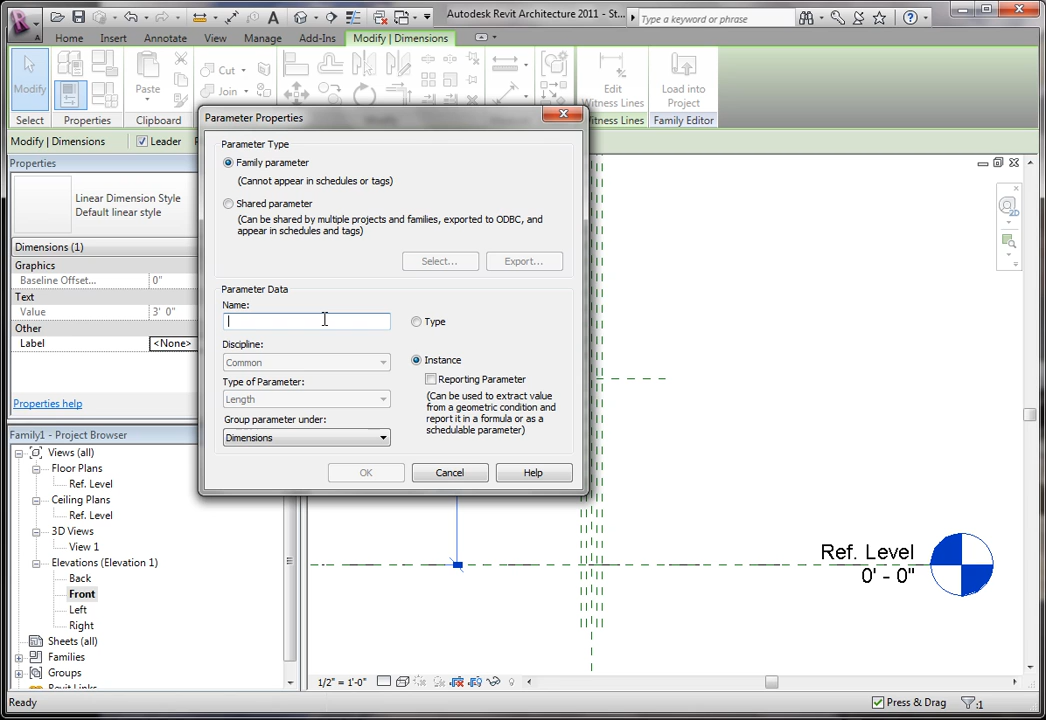 Autodesk Revit Architecture 2011 - St...
Type a keyword or phrase
Home Insert Annotate View Manage Add-Ins Modify | Dimensions
Modify
Paste
Cut
Join
Edit
Witness Lines
Load into
Project
Select Properties Clipboard Witness Lines Family Editor
Modify | Dimensions Leader
Properties
Linear Dimension Style
Default linear style
Dimensions (1)
Graphics
Baseline Offset... 0"
Text
Value 3' 0"
Other
Label <None>
Properties help
Family1 - Project Browser
Views (all)
Floor Plans
Ref. Level
Ceiling Plans
Ref. Level
3D Views
View 1
Elevations (Elevation 1)
Back
Front
Left
Right
Sheets (all)
Families
Groups
Revit Links
Parameter Properties
Parameter Type
Family parameter
(Cannot appear in schedules or tags)
Shared parameter
(Can be shared by multiple projects and families, exported to ODBC, and
appear in schedules and tags)
Select... Export...
Parameter Data
Name:
Type
Discipline:
Common
Instance
Type of Parameter:
Reporting Parameter
Length
(Can be used to extract value
from a geometric condition and
report it in a formula or as a
schedulable parameter)
Group parameter under:
Dimensions
OK Cancel Help
2D
Ref. Level
0' - 0"
1/2" = 1'-0"
Ready
Press & Drag
:1